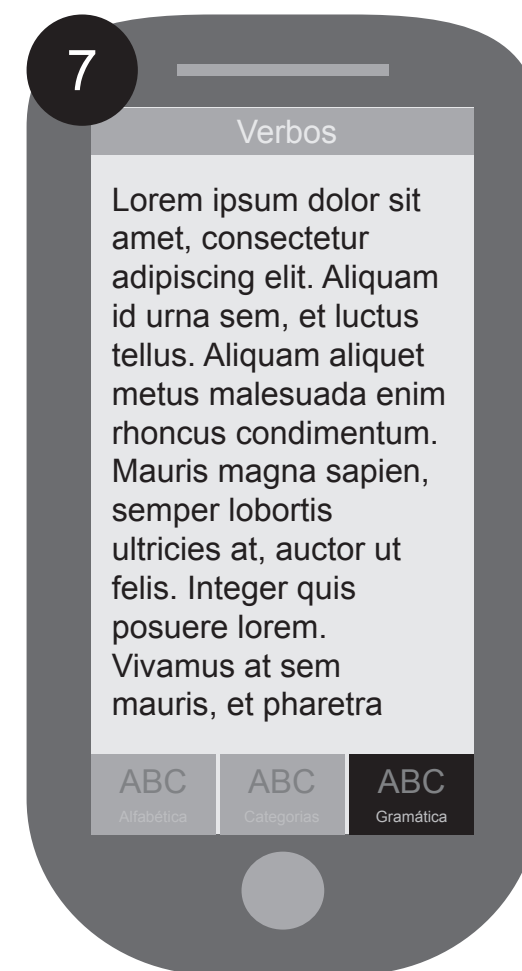 7
Verbos
Lorem ipsum dolor sit
amet, consectetur
adipiscing elit. Aliquam
id urna sem, et luctus
tellus. Aliquam aliquet
metus malesuada enim
rhoncus condimentum.
Mauris magna sapien,
semper lobortis
ultricies at, auctor ut
felis. Integer quis
posuere lorem.
Vivamus at sem
mauris, et pharetra
ABC ABC ABC
Alfabética Categorias Gramática